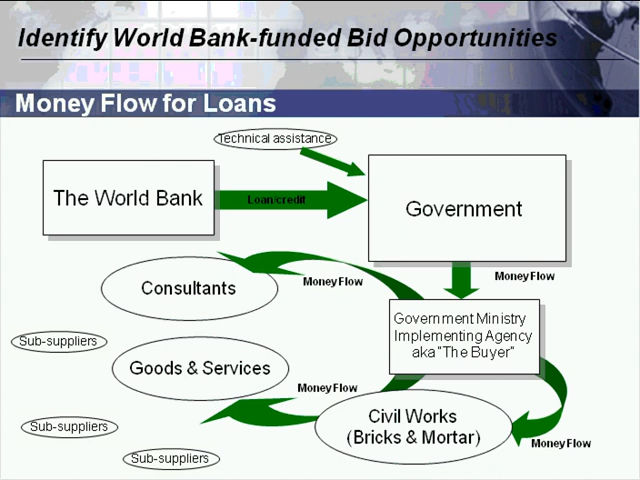 Identify World Bank-funded Bid Opportunities
Money Flow for Loans
Technical assistance
The World Bank
Loan/credit
Government
Consultants
Money Flow
Money Flow
Government Ministry
Implementing Agency
aka "The Buyer"
Sub-suppliers
Goods & Services
Money Flow
Civil Works
(Bricks & Mortar)
Sub-suppliers
Money Flow
Sub-suppliers